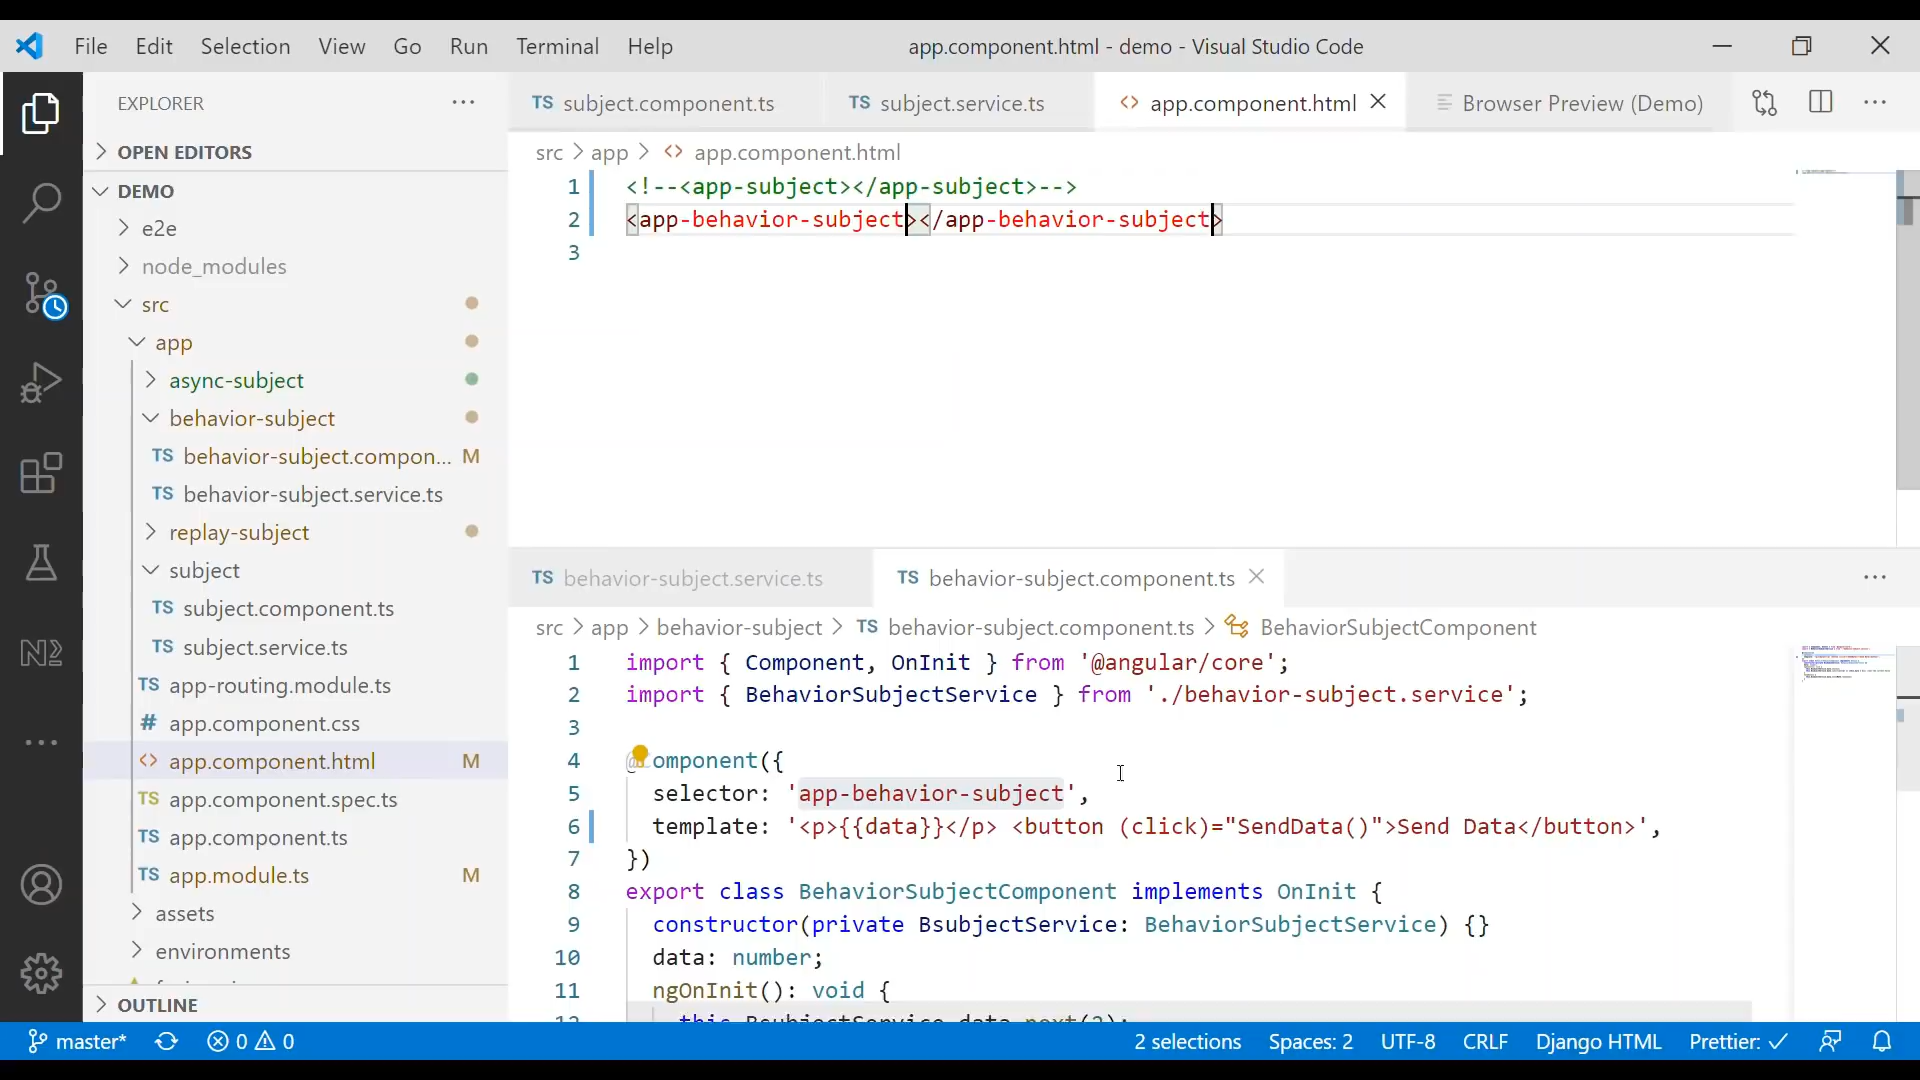 File Edit Selection View Go Run Terminal Help
app.component.html - demo - Visual Studio Code
EXPLORER
OPEN EDITORS
DEMO
e2e
node_modules
src
app
async-subject
behavior-subject
TS behavior-subject.compon... M
TS behavior-subject.service.ts
replay-subject
subject
TS subject.component.ts
TS subject.service.ts
TS app-routing.module.ts
# app.component.css
<> app.component.html M
TS app.component.spec.ts
TS app.component.ts
TS app.module.ts M
assets
environments
OUTLINE
TS subject.component.ts
TS subject.service.ts
<> app.component.html
Browser Preview (Demo)
src > app > <> app.component.html
1 <!--<app-subject></app-subject>-->
2 <app-behavior-subject></app-behavior-subject>
3
TS behavior-subject.service.ts
TS behavior-subject.component.ts
src > app > behavior-subject > TS behavior-subject.component.ts > BehaviorSubjectComponent
1 import { Component, OnInit } from '@angular/core';
2 import { BehaviorSubjectService } from './behavior-subject.service';
3
4 @omponent({
5 selector: 'app-behavior-subject',
6 template: '<p>{{data}}</p> <button (click)="SendData()">Send Data</button>',
7 })
8 export class BehaviorSubjectComponent implements OnInit {
9 constructor(private BsubjectService: BehaviorSubjectService) {}
10 data: number;
11 ngOnInit(): void {
12 this.BsubjectService.data.next(2);
master* 0 0
2 selections Spaces: 2 UTF-8 CRLF Django HTML Prettier: ✓